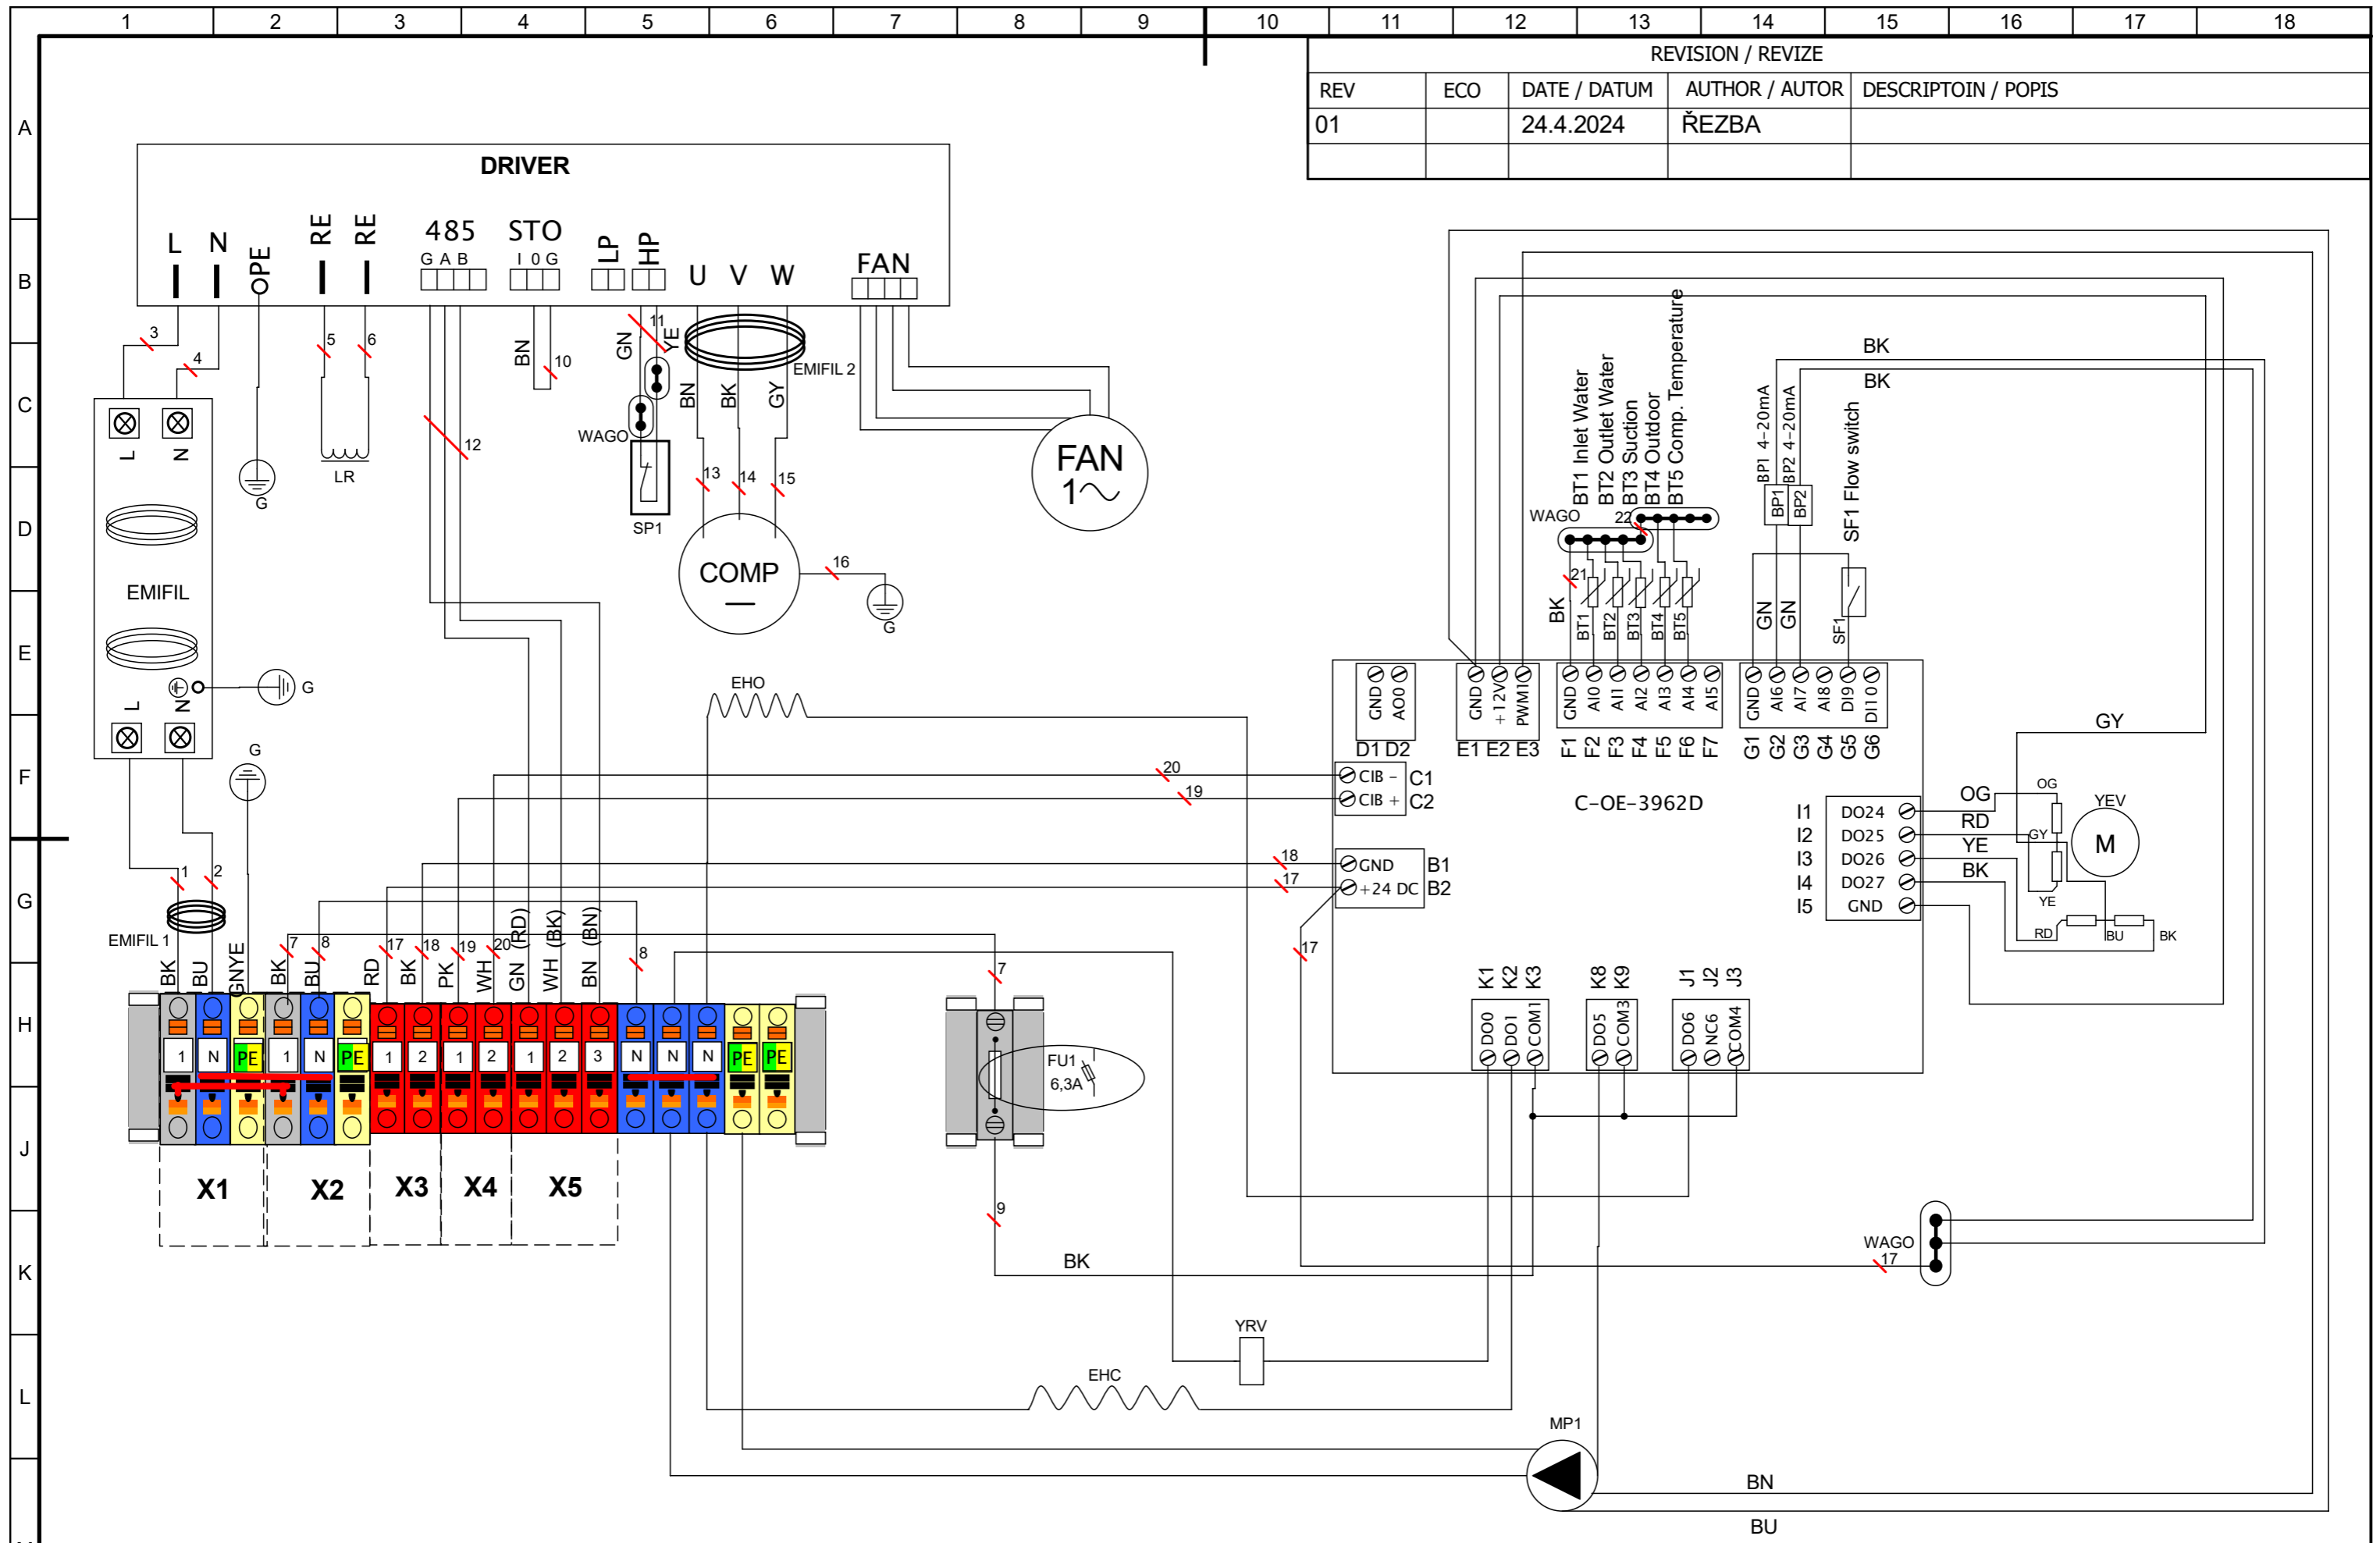 1 2 3 4 5 6 7 8 9 10 11 12 13 14 15 16 17 18
REVISION / REVIZE
REV ECO DATE / DATUM AUTHOR / AUTOR DESCRIPTOIN / POPIS
01 24.4.2024 ŘEZBA
A
B
C
D
E
F
G
H
J
K
L
DRIVER
L N OPE RE RE 485 STO LP HP U V W FAN
G A B I 0 G
3 4 5 6 12
BN 10
GN 11 YE
EMIFIL 2
BN BK GY
13 14 15
WAGO
SP1
L N
EMIFIL
L N
G
LR
G
G
COMP
16
G
FAN
1
EHO
BT1 Inlet Water
BT2 Outlet Water
BT3 Suction
BT4 Outdoor
BT5 Comp. Temperature
WAGO
22
21
BK
BT1 BT2 BT3 BT4 BT5
BP1 4-20mA
BP2 4-20mA
BP1 BP2
SF1 Flow switch
BK
BK
GN GN
SF1
GND AO0
D1 D2
GND +12V PWM1
E1 E2 E3
GND AI0 AI1 AI2 AI3 AI4 AI5
F1 F2 F3 F4 F5 F6 F7
GND AI6 AI7 AI8 DI9 DI10
G1 G2 G3 G4 G5 G6
CIB - C1
CIB + C2
GND B1
+24 DC B2
C-OE-3962D
I1 DO24
I2 DO25
I3 DO26
I4 DO27
I5 GND
GY
OG
RD
YE
BK
OG
GY
YE
RD BU BK
YEV
M
20
19
18
17
17
K1 K2 K3
DO0 DO1 COM1
K8 K9
DO5 COM3
J1 J2 J3
DO6 NC6 COM4
EMIFIL 1
1 2
7 8 17 18 19 20 8
BK BU GNYE BK BU RD BK PK WH GN (RD) WH (BK) BN (BN)
1 N PE 1 N PE 1 2 1 2 1 2 3 N N N PE PE
X1 X2 X3 X4 X5
7
FU1
6,3A
9
BK
WAGO
17
YRV
EHC
MP1
BN
BU